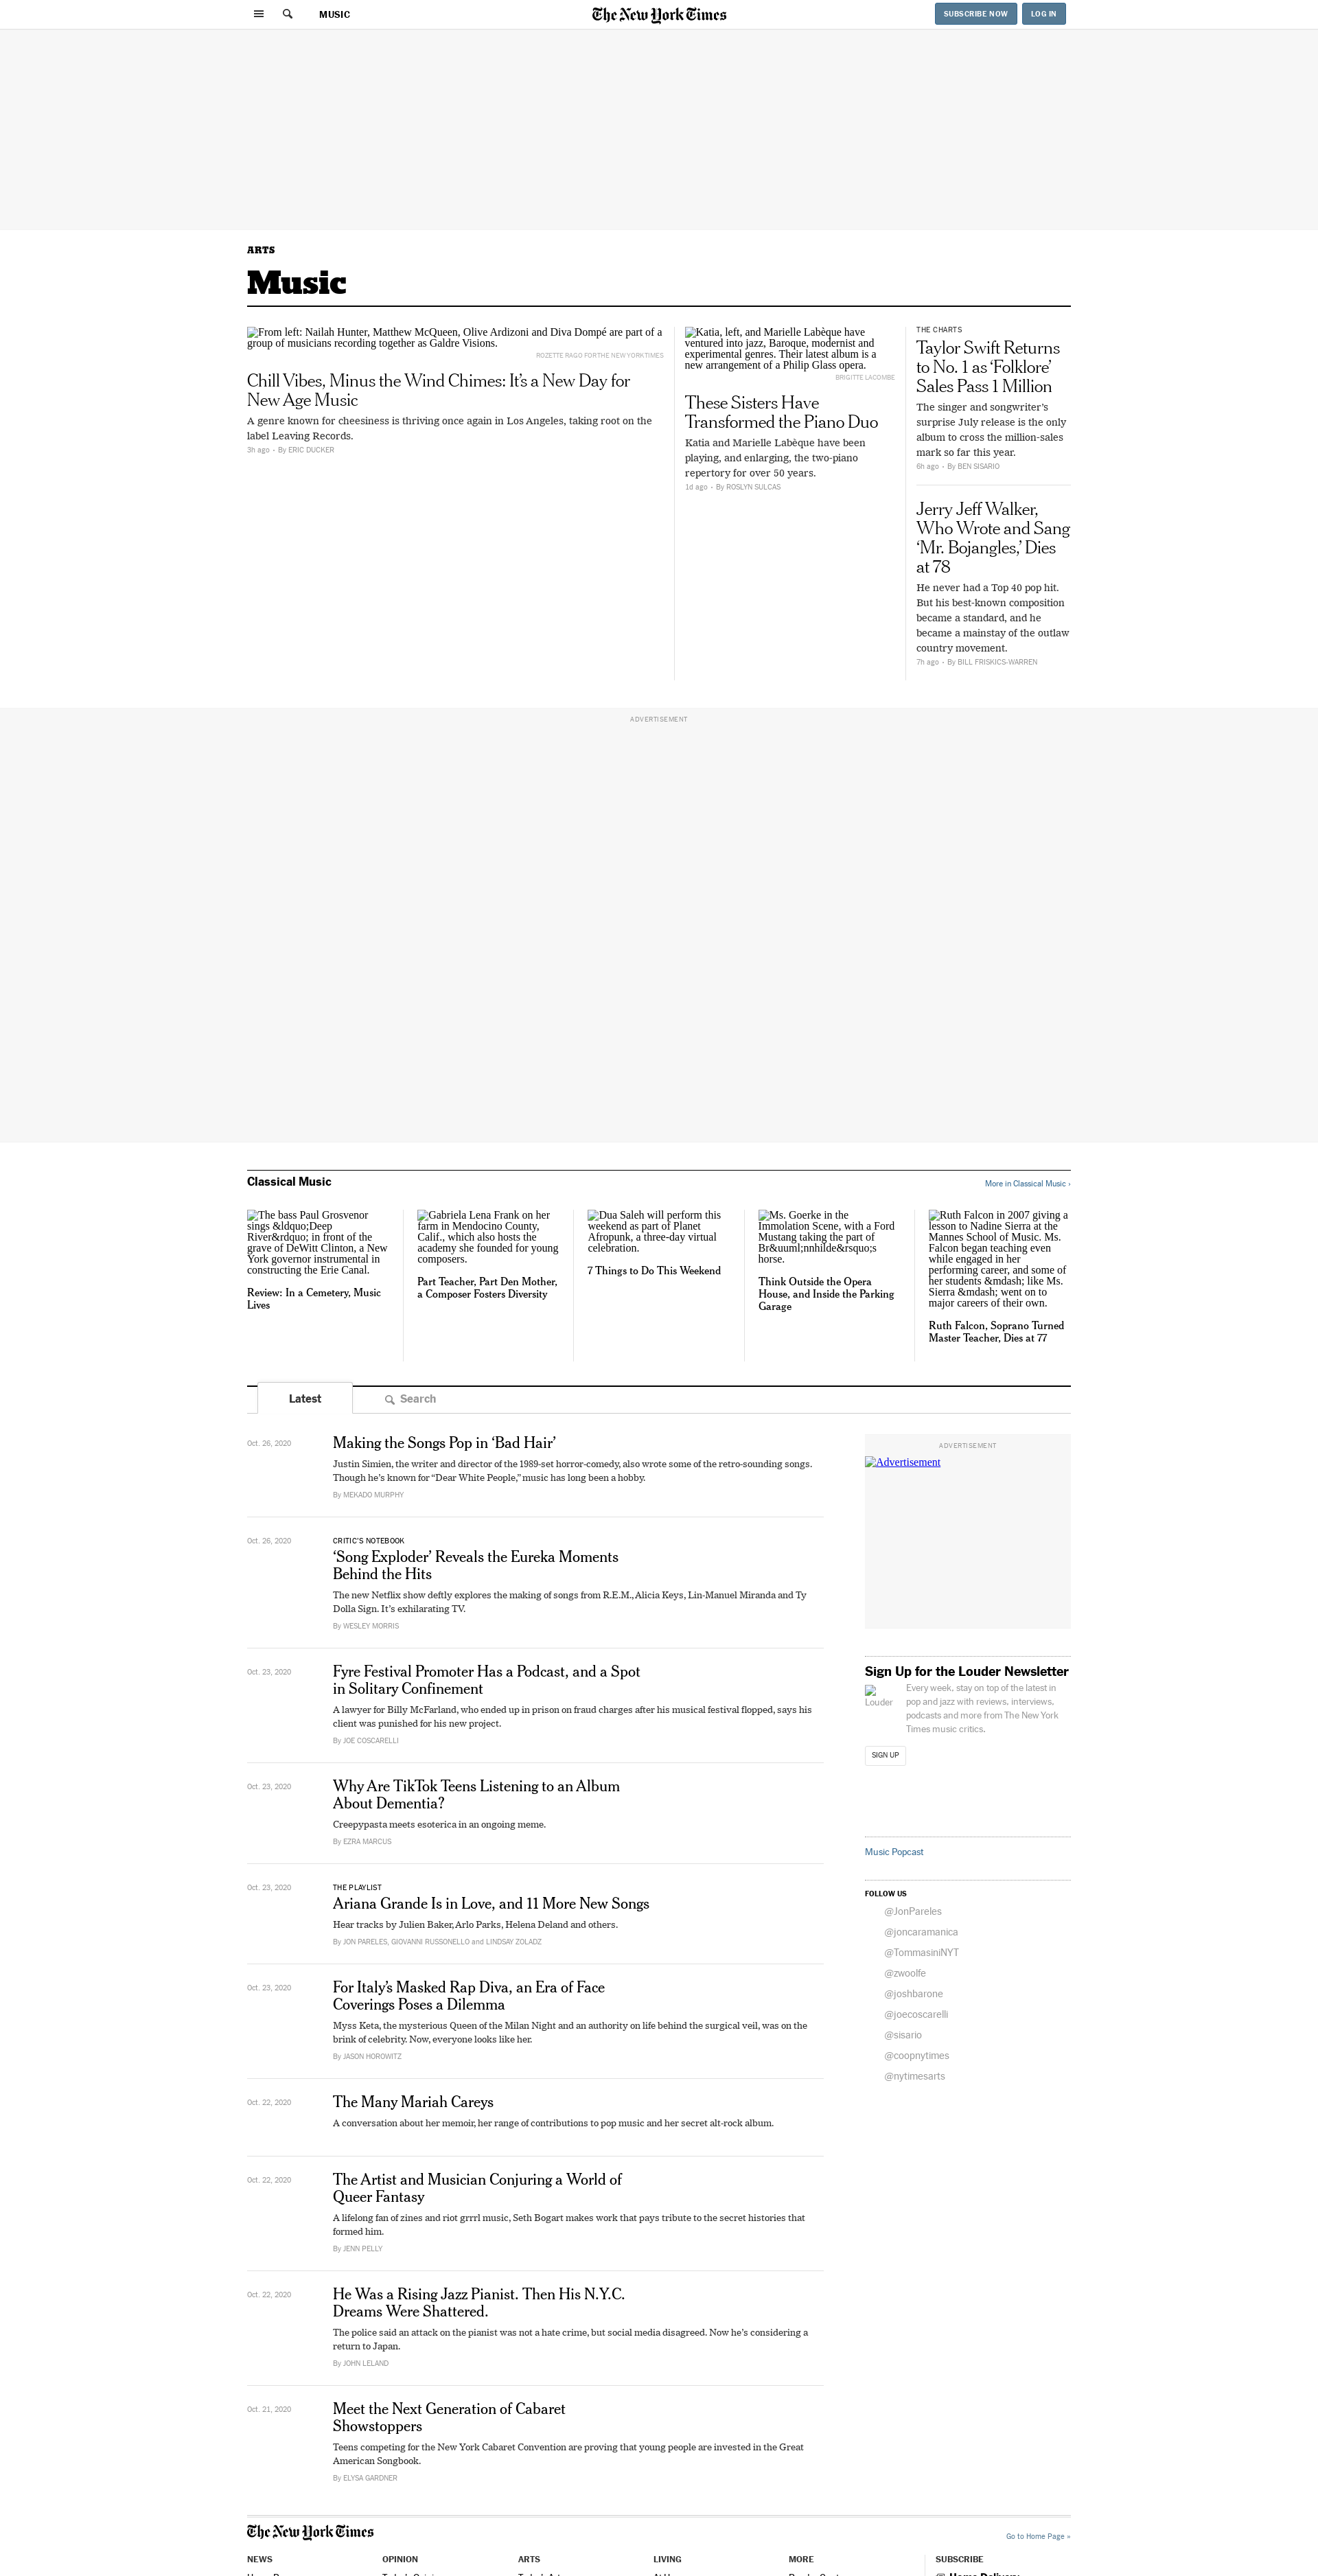 MUSIC
The New York Times
SUBSCRIBE NOW
LOG IN
ARTS
Music
From left: Nailah Hunter, Matthew McQueen, Olive Ardizoni and Diva Dompé are part of a
group of musicians recording together as Galdre Visions.
ROZETTE RAGO FOR THE NEW YORK TIMES
Chill Vibes, Minus the Wind Chimes: It’s a New Day for
New Age Music
A genre known for cheesiness is thriving once again in Los Angeles, taking root on the
label Leaving Records.
3h ago • By ERIC DUCKER
Katia, left, and Marielle Labèque have
ventured into jazz, Baroque, modernist and
experimental genres. Their latest album is a
new arrangement of a Philip Glass opera.
BRIGITTE LACOMBE
These Sisters Have
Transformed the Piano Duo
Katia and Marielle Labèque have been
playing, and enlarging, the two-piano
repertory for over 50 years.
1d ago • By ROSLYN SULCAS
THE CHARTS
Taylor Swift Returns
to No. 1 as ‘Folklore’
Sales Pass 1 Million
The singer and songwriter’s
surprise July release is the only
album to cross the million-sales
mark so far this year.
6h ago • By BEN SISARIO
Jerry Jeff Walker,
Who Wrote and Sang
‘Mr. Bojangles,’ Dies
at 78
He never had a Top 40 pop hit.
But his best-known composition
became a standard, and he
became a mainstay of the outlaw
country movement.
7h ago • By BILL FRISKICS-WARREN
ADVERTISEMENT
Classical Music
More in Classical Music ›
The bass Paul Grosvenor
sings &ldquo;Deep
River&rdquo; in front of the
grave of DeWitt Clinton, a New
York governor instrumental in
constructing the Erie Canal.
Review: In a Cemetery, Music
Lives
Gabriela Lena Frank on her
farm in Mendocino County,
Calif., which also hosts the
academy she founded for young
composers.
Part Teacher, Part Den Mother,
a Composer Fosters Diversity
Dua Saleh will perform this
weekend as part of Planet
Afropunk, a three-day virtual
celebration.
7 Things to Do This Weekend
Ms. Goerke in the
Immolation Scene, with a Ford
Mustang taking the part of
Br&uuml;nnhilde&rsquo;s
horse.
Think Outside the Opera
House, and Inside the Parking
Garage
Ruth Falcon in 2007 giving a
lesson to Nadine Sierra at the
Mannes School of Music. Ms.
Falcon began teaching even
while engaged in her
performing career, and some of
her students &mdash; like Ms.
Sierra &mdash; went on to
major careers of their own.
Ruth Falcon, Soprano Turned
Master Teacher, Dies at 77
Latest
Search
Oct. 26, 2020
Making the Songs Pop in ‘Bad Hair’
Justin Simien, the writer and director of the 1989-set horror-comedy, also wrote some of the retro-sounding songs.
Though he’s known for “Dear White People,” music has long been a hobby.
By MEKADO MURPHY
Oct. 26, 2020
CRITIC’S NOTEBOOK
‘Song Exploder’ Reveals the Eureka Moments
Behind the Hits
The new Netflix show deftly explores the making of songs from R.E.M., Alicia Keys, Lin-Manuel Miranda and Ty
Dolla Sign. It’s exhilarating TV.
By WESLEY MORRIS
Oct. 23, 2020
Fyre Festival Promoter Has a Podcast, and a Spot
in Solitary Confinement
A lawyer for Billy McFarland, who ended up in prison on fraud charges after his musical festival flopped, says his
client was punished for his new project.
By JOE COSCARELLI
Oct. 23, 2020
Why Are TikTok Teens Listening to an Album
About Dementia?
Creepypasta meets esoterica in an ongoing meme.
By EZRA MARCUS
Oct. 23, 2020
THE PLAYLIST
Ariana Grande Is in Love, and 11 More New Songs
Hear tracks by Julien Baker, Arlo Parks, Helena Deland and others.
By JON PARELES, GIOVANNI RUSSONELLO and LINDSAY ZOLADZ
Oct. 23, 2020
For Italy’s Masked Rap Diva, an Era of Face
Coverings Poses a Dilemma
Myss Keta, the mysterious Queen of the Milan Night and an authority on life behind the surgical veil, was on the
brink of celebrity. Now, everyone looks like her.
By JASON HOROWITZ
Oct. 22, 2020
The Many Mariah Careys
A conversation about her memoir, her range of contributions to pop music and her secret alt-rock album.
Oct. 22, 2020
The Artist and Musician Conjuring a World of
Queer Fantasy
A lifelong fan of zines and riot grrrl music, Seth Bogart makes work that pays tribute to the secret histories that
formed him.
By JENN PELLY
Oct. 22, 2020
He Was a Rising Jazz Pianist. Then His N.Y.C.
Dreams Were Shattered.
The police said an attack on the pianist was not a hate crime, but social media disagreed. Now he’s considering a
return to Japan.
By JOHN LELAND
Oct. 21, 2020
Meet the Next Generation of Cabaret
Showstoppers
Teens competing for the New York Cabaret Convention are proving that young people are invested in the Great
American Songbook.
By ELYSA GARDNER
ADVERTISEMENT
Advertisement
Sign Up for the Louder Newsletter
Louder
Every week, stay on top of the latest in
pop and jazz with reviews, interviews,
podcasts and more from The New York
Times music critics.
SIGN UP
Music Popcast
FOLLOW US
@JonPareles
@joncaramanica
@TommasiniNYT
@zwoolfe
@joshbarone
@joecoscarelli
@sisario
@coopnytimes
@nytimesarts
The New York Times
Go to Home Page »
NEWS
OPINION
ARTS
LIVING
MORE
SUBSCRIBE